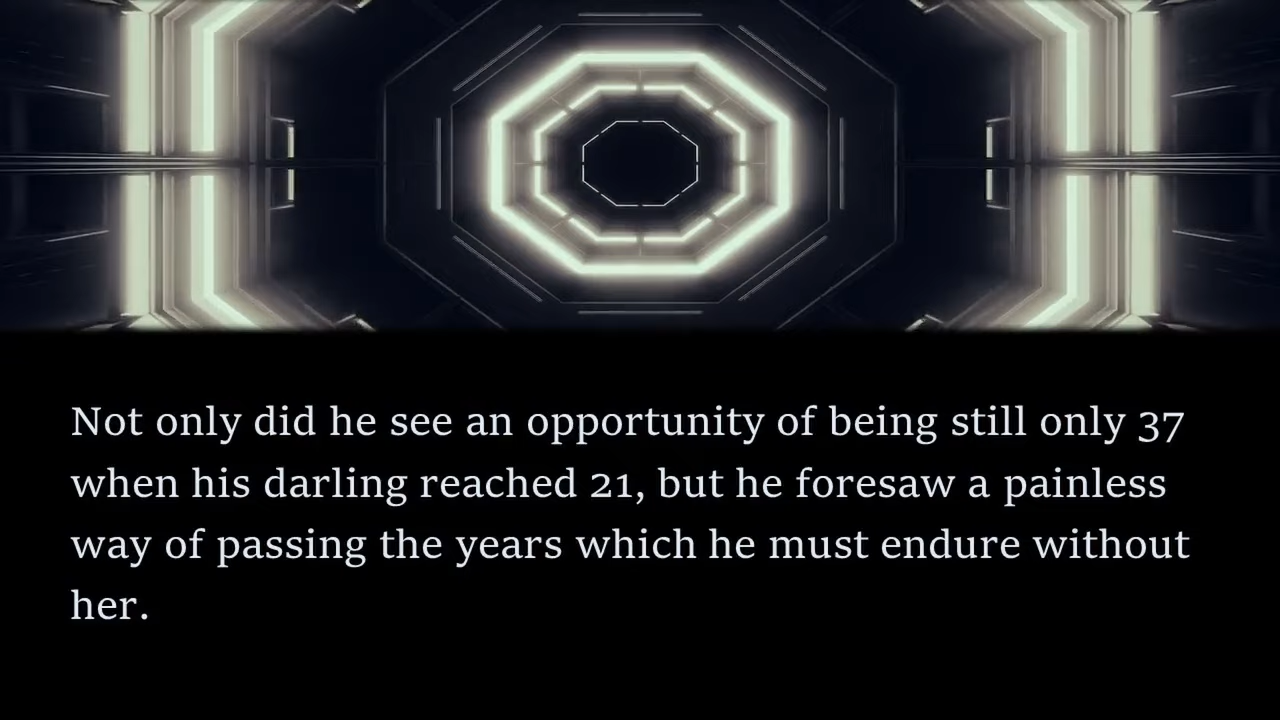 Not only did he see an opportunity of being still only 37
when his darling reached 21, but he foresaw a painless
way of passing the years which he must endure without
her.